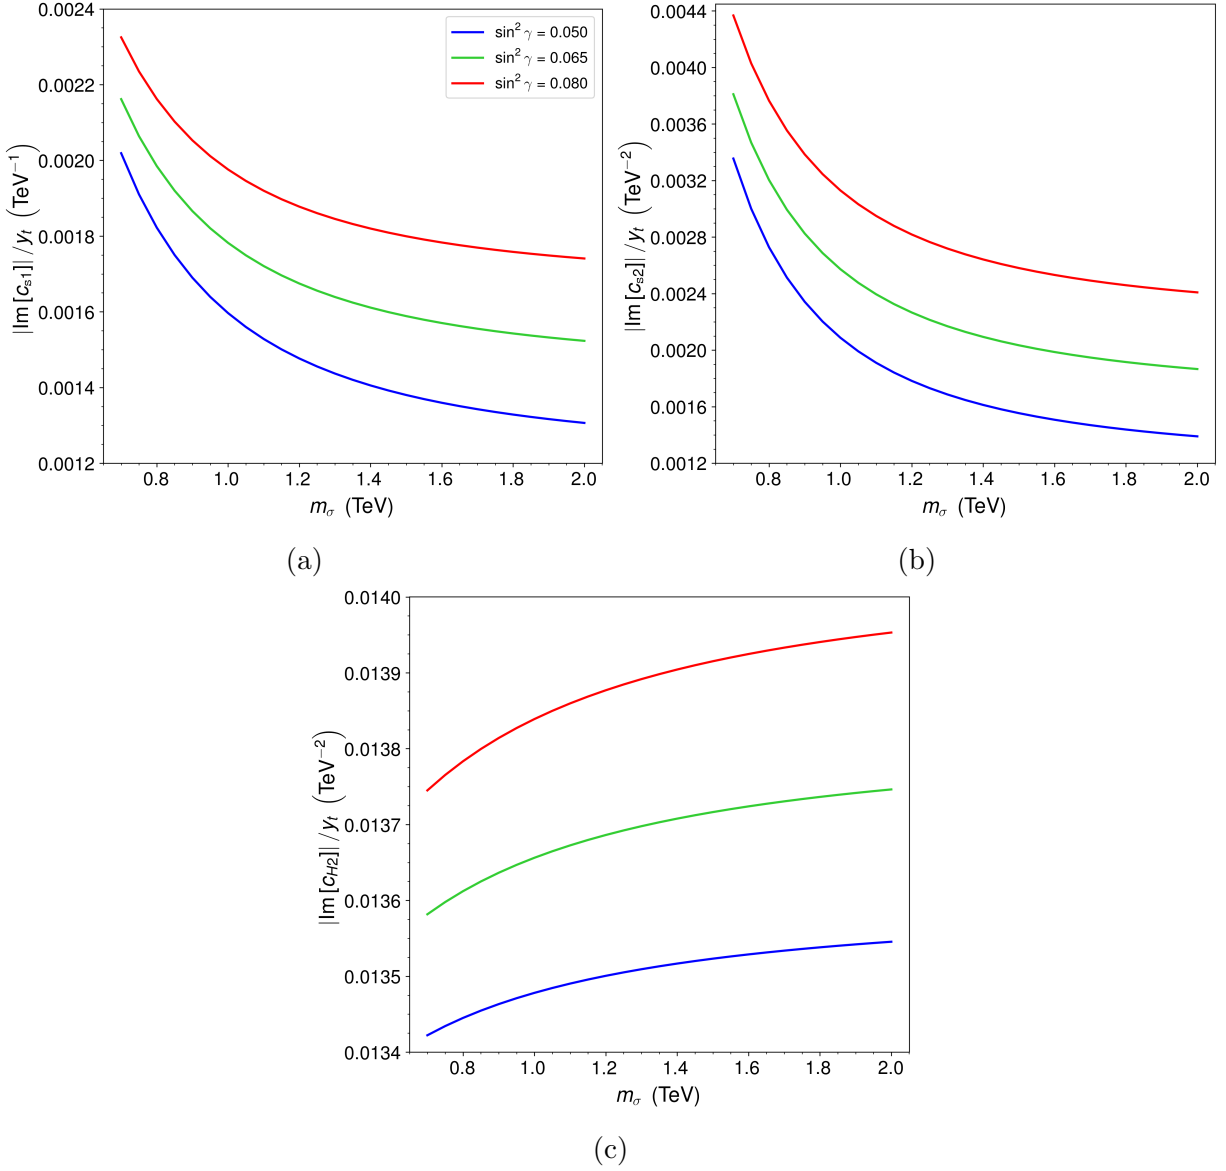 0.0024
0.0022
0.0020
0.0018
0.0016
0.0014
0.0012
|Im [c_{s1}]| / y_t (TeV^{−1})
sin² γ = 0.050
sin² γ = 0.065
sin² γ = 0.080
0.8 1.0 1.2 1.4 1.6 1.8 2.0
m_σ (TeV)
(a)
0.0044
0.0040
0.0036
0.0032
0.0028
0.0024
0.0020
0.0016
0.0012
|Im [c_{s2}]| / y_t (TeV^{−2})
0.8 1.0 1.2 1.4 1.6 1.8 2.0
m_σ (TeV)
(b)
0.0140
0.0139
0.0138
0.0137
0.0136
0.0135
0.0134
|Im [c_{H2}]| / y_t (TeV^{−2})
0.8 1.0 1.2 1.4 1.6 1.8 2.0
m_σ (TeV)
(c)